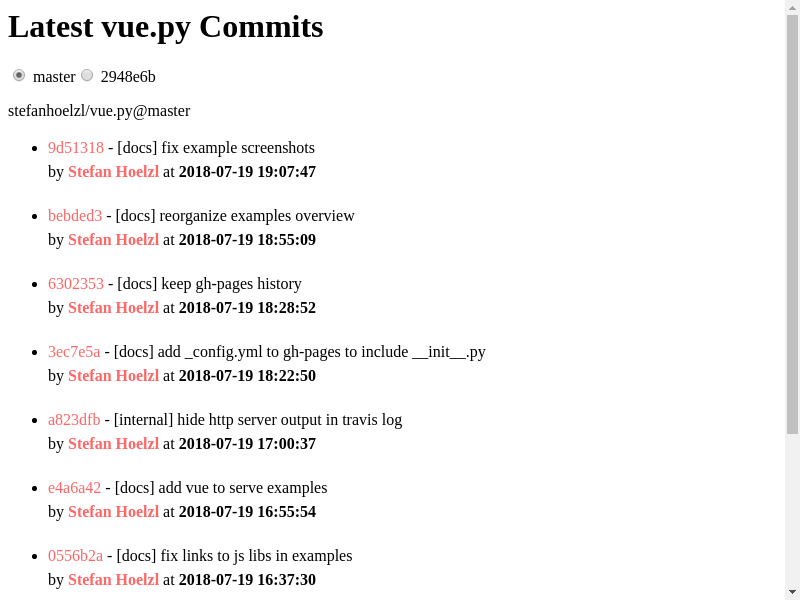 Latest vue.py Commits
master 2948e6b
stefanhoelzl/vue.py@master
9d51318 - [docs] fix example screenshots
by Stefan Hoelzl at 2018-07-19 19:07:47
bebded3 - [docs] reorganize examples overview
by Stefan Hoelzl at 2018-07-19 18:55:09
6302353 - [docs] keep gh-pages history
by Stefan Hoelzl at 2018-07-19 18:28:52
3ec7e5a - [docs] add _config.yml to gh-pages to include __init__.py
by Stefan Hoelzl at 2018-07-19 18:22:50
a823dfb - [internal] hide http server output in travis log
by Stefan Hoelzl at 2018-07-19 17:00:37
e4a6a42 - [docs] add vue to serve examples
by Stefan Hoelzl at 2018-07-19 16:55:54
0556b2a - [docs] fix links to js libs in examples
by Stefan Hoelzl at 2018-07-19 16:37:30